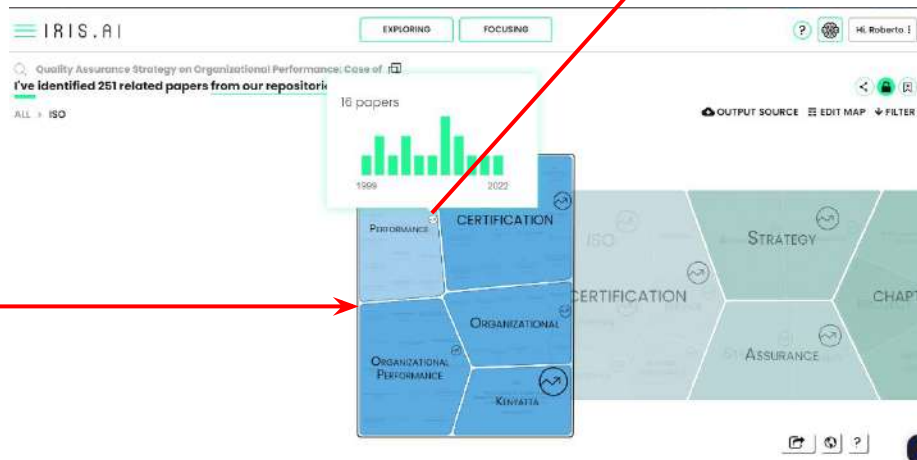 IRIS.AI
EXPLORING
FOCUSING
?
Hi, Roberto
Quality Assurance Strategy on Organizational Performance: Case of
I've identified 251 related papers from our repositorie
ALL > ISO
OUTPUT SOURCE
EDIT MAP
FILTER
16 papers
1999
2022
PERFORMANCE
CERTIFICATION
ORGANIZATIONAL
ORGANIZATIONAL
PERFORMANCE
KENYATTA
ISO
CERTIFICATION
STRATEGY
ASSURANCE
CHAPT
?